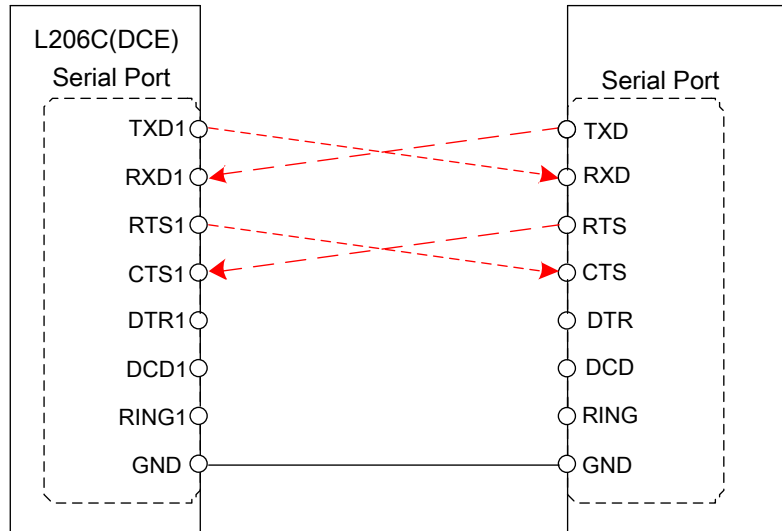 L206C(DCE)
Serial Port
Serial Port
TXD1
TXD
RXD1
RXD
RTS1
RTS
CTS1
CTS
DTR1
DTR
DCD1
DCD
RING1
RING
GND
GND